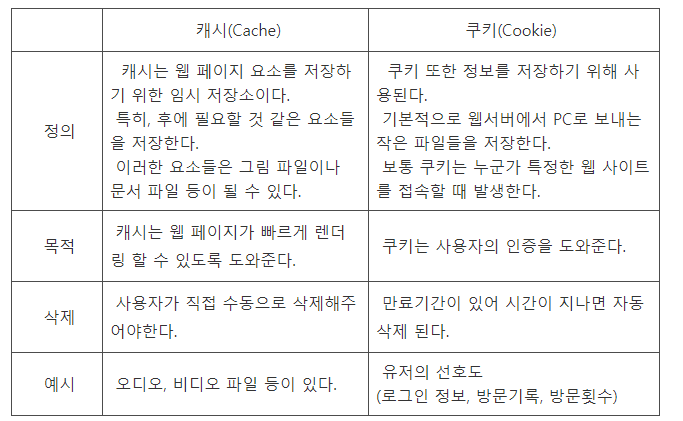 캐시(Cache)
쿠키(Cookie)
정의
캐시는 웹 페이지 요소를 저장하
기 위한 임시 저장소이다.
특히, 후에 필요할 것 같은 요소들
을 저장한다.
이러한 요소들은 그림 파일이나
문서 파일 등이 될 수 있다.
쿠키 또한 정보를 저장하기 위해 사
용된다.
기본적으로 웹서버에서 PC로 보내는
작은 파일들을 저장한다.
보통 쿠키는 누군가 특정한 웹 사이트
를 접속할 때 발생한다.
목적
캐시는 웹 페이지가 빠르게 렌더
링 할 수 있도록 도와준다.
쿠키는 사용자의 인증을 도와준다.
삭제
사용자가 직접 수동으로 삭제해주
어야한다.
만료기간이 있어 시간이 지나면 자동
삭제 된다.
예시
오디오, 비디오 파일 등이 있다.
유저의 선호도
(로그인 정보, 방문기록, 방문횟수)